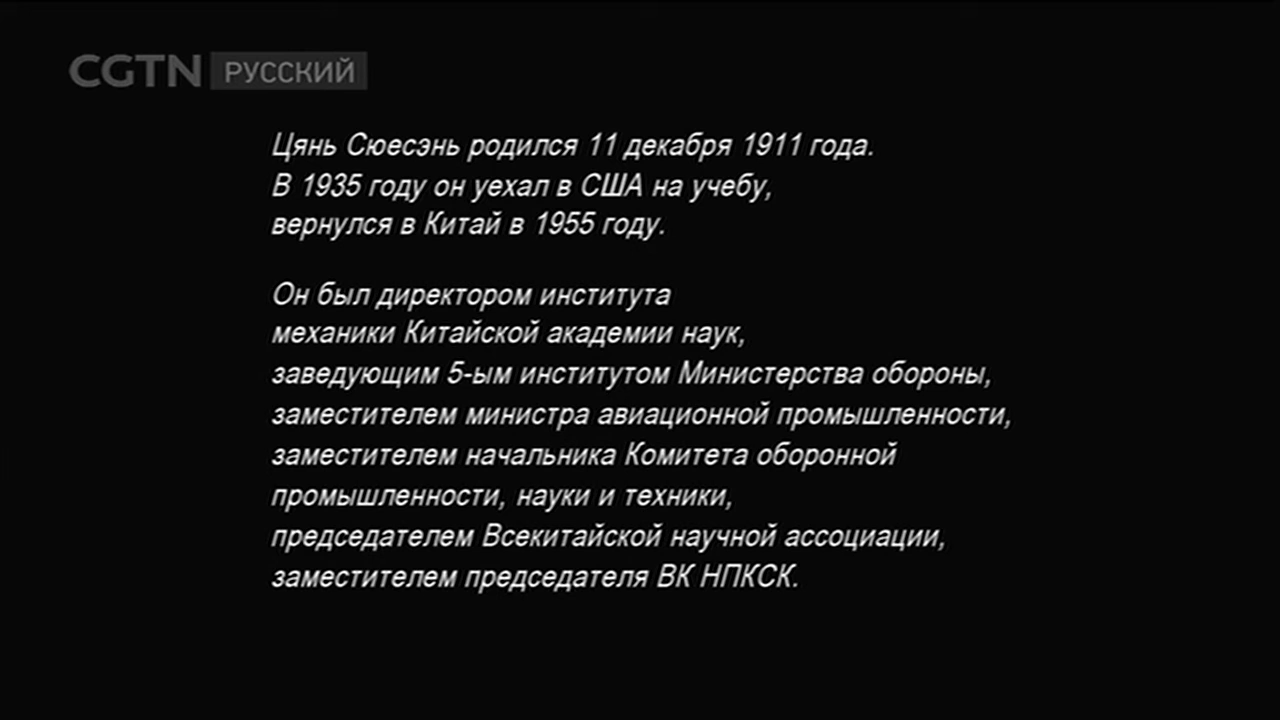 CGTN РУССКИЙ
Цянь Сюесэнь родился 11 декабря 1911 года.
В 1935 году он уехал в США на учебу,
вернулся в Китай в 1955 году.
Он был директором института
механики Китайской академии наук,
заведующим 5-ым институтом Министерства обороны,
заместителем министра авиационной промышленности,
заместителем начальника Комитета оборонной
промышленности, науки и техники,
председателем Всекитайской научной ассоциации,
заместителем председателя ВК НПКСК.